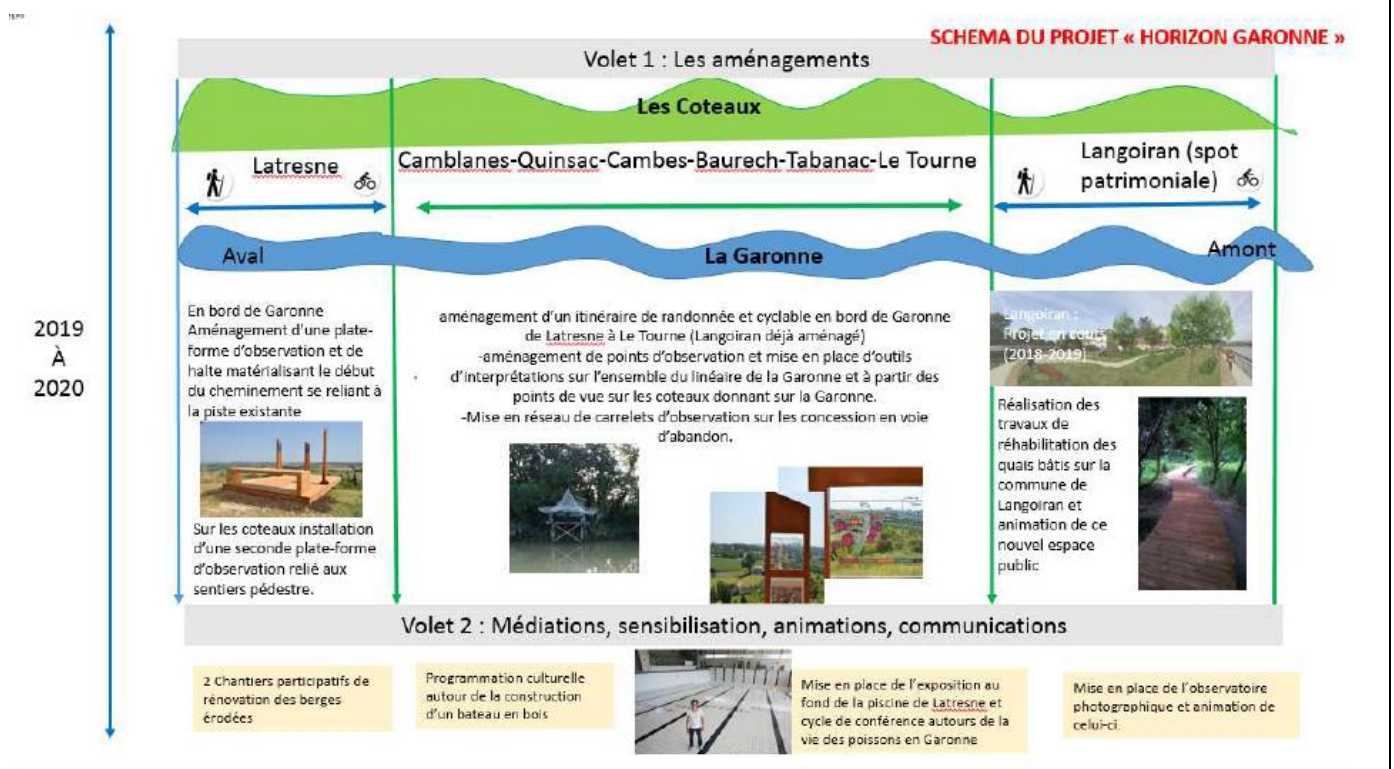 SCHEMA DU PROJET « HORIZON GARONNE »
Volet 1 : Les aménagements
Les Coteaux
Latresne
Camblanes-Quinsac-Cambes-Baurech-Tabanac-Le Tourne
Langoiran (spot
patrimoniale)
Aval
La Garonne
Amont
2019
À
2020
En bord de Garonne
Aménagement d'une plate-
forme d'observation et de
halte matérialisant le début
du cheminement se reliant à
la piste existante
Sur les coteaux installation
d'une seconde plate-forme
d'observation relié aux
sentiers pédestre.
aménagement d'un itinéraire de randonnée et cyclable en bord de Garonne
de Latresne à Le Tourne (Langoiran déjà aménagé)
-aménagement de points d'observation et mise en place d'outils
d'interprétations sur l'ensemble du linéaire de la Garonne et à partir des
points de vue sur les coteaux donnant sur la Garonne.
-Mise en réseau de carrelets d'observation sur les concession en voie
d'abandon.
Langoiran :
Projet en cours
(2018-2019)
Réalisation des
travaux de
réhabilitation des
quais bâtis sur la
commune de
Langoiran et
animation de ce
nouvel espace
public
Volet 2 : Médiations, sensibilisation, animations, communications
2 Chantiers participatifs de
rénovation des berges
érodées
Programmation culturelle
autour de la construction
d'un bateau en bois
Mise en place de l'exposition au
fond de la piscine de Latresne et
cycle de conférence autours de la
vie des poissons en Garonne
Mise en place de l'observatoire
photographique et animation de
celui-ci.